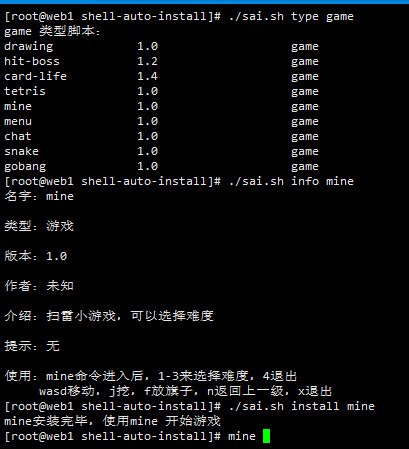 [root@web1 shell-auto-install]# ./sai.sh type game
game 类型脚本：
drawing 1.0 game
hit-boss 1.2 game
card-life 1.4 game
tetris 1.0 game
mine 1.0 game
menu 1.0 game
chat 1.0 game
snake 1.0 game
gobang 1.0 game
[root@web1 shell-auto-install]# ./sai.sh info mine
名字：mine
类型：游戏
版本：1.0
作者：未知
介绍：扫雷小游戏，可以选择难度
提示：无
使用：mine命令进入后，1-3来选择难度，4退出
wasd移动，j挖，f放旗子，n返回上一级，x退出
[root@web1 shell-auto-install]# ./sai.sh install mine
mine安装完毕，使用mine 开始游戏
[root@web1 shell-auto-install]# mine